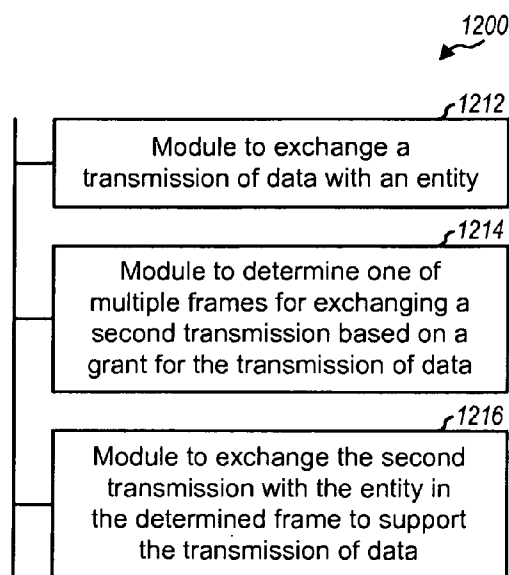 1200
1212
Module to exchange a
transmission of data with an entity
1214
Module to determine one of
multiple frames for exchanging a
second transmission based on a
grant for the transmission of data
1216
Module to exchange the second
transmission with the entity in
the determined frame to support
the transmission of data